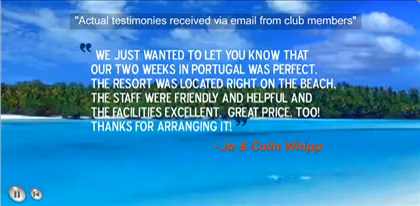 "Actual testimonies received via email from club members"
“ WE JUST WANTED TO LET YOU KNOW THAT
OUR TWO WEEKS IN PORTUGAL WAS PERFECT.
THE RESORT WAS LOCATED RIGHT ON THE BEACH,
THE STAFF WERE FRIENDLY AND HELPFUL AND
THE FACILITIES EXCELLENT. GREAT PRICE, TOO!
THANKS FOR ARRANGING IT! ”
- Jo & Colin Whipp